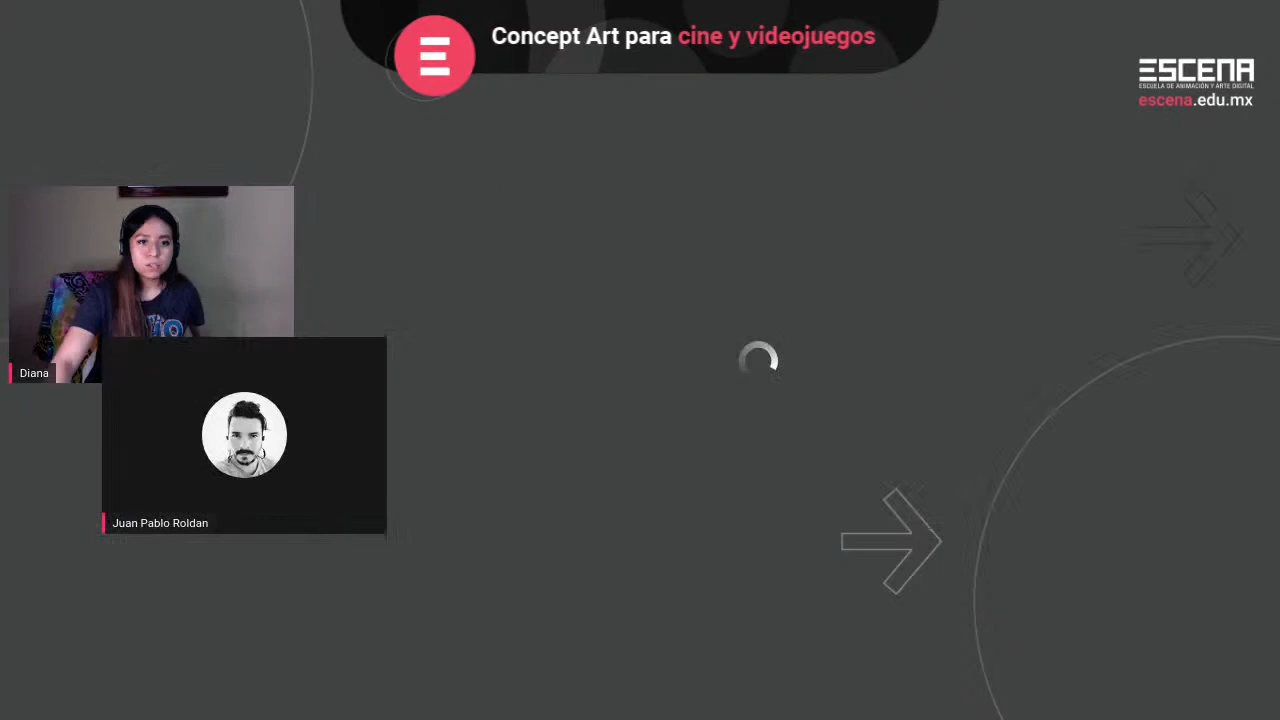 Concept Art para cine y videojuegos
ESCENA
ESCUELA DE ANIMACIÓN Y ARTE DIGITAL
escena.edu.mx
Diana
Juan Pablo Roldan